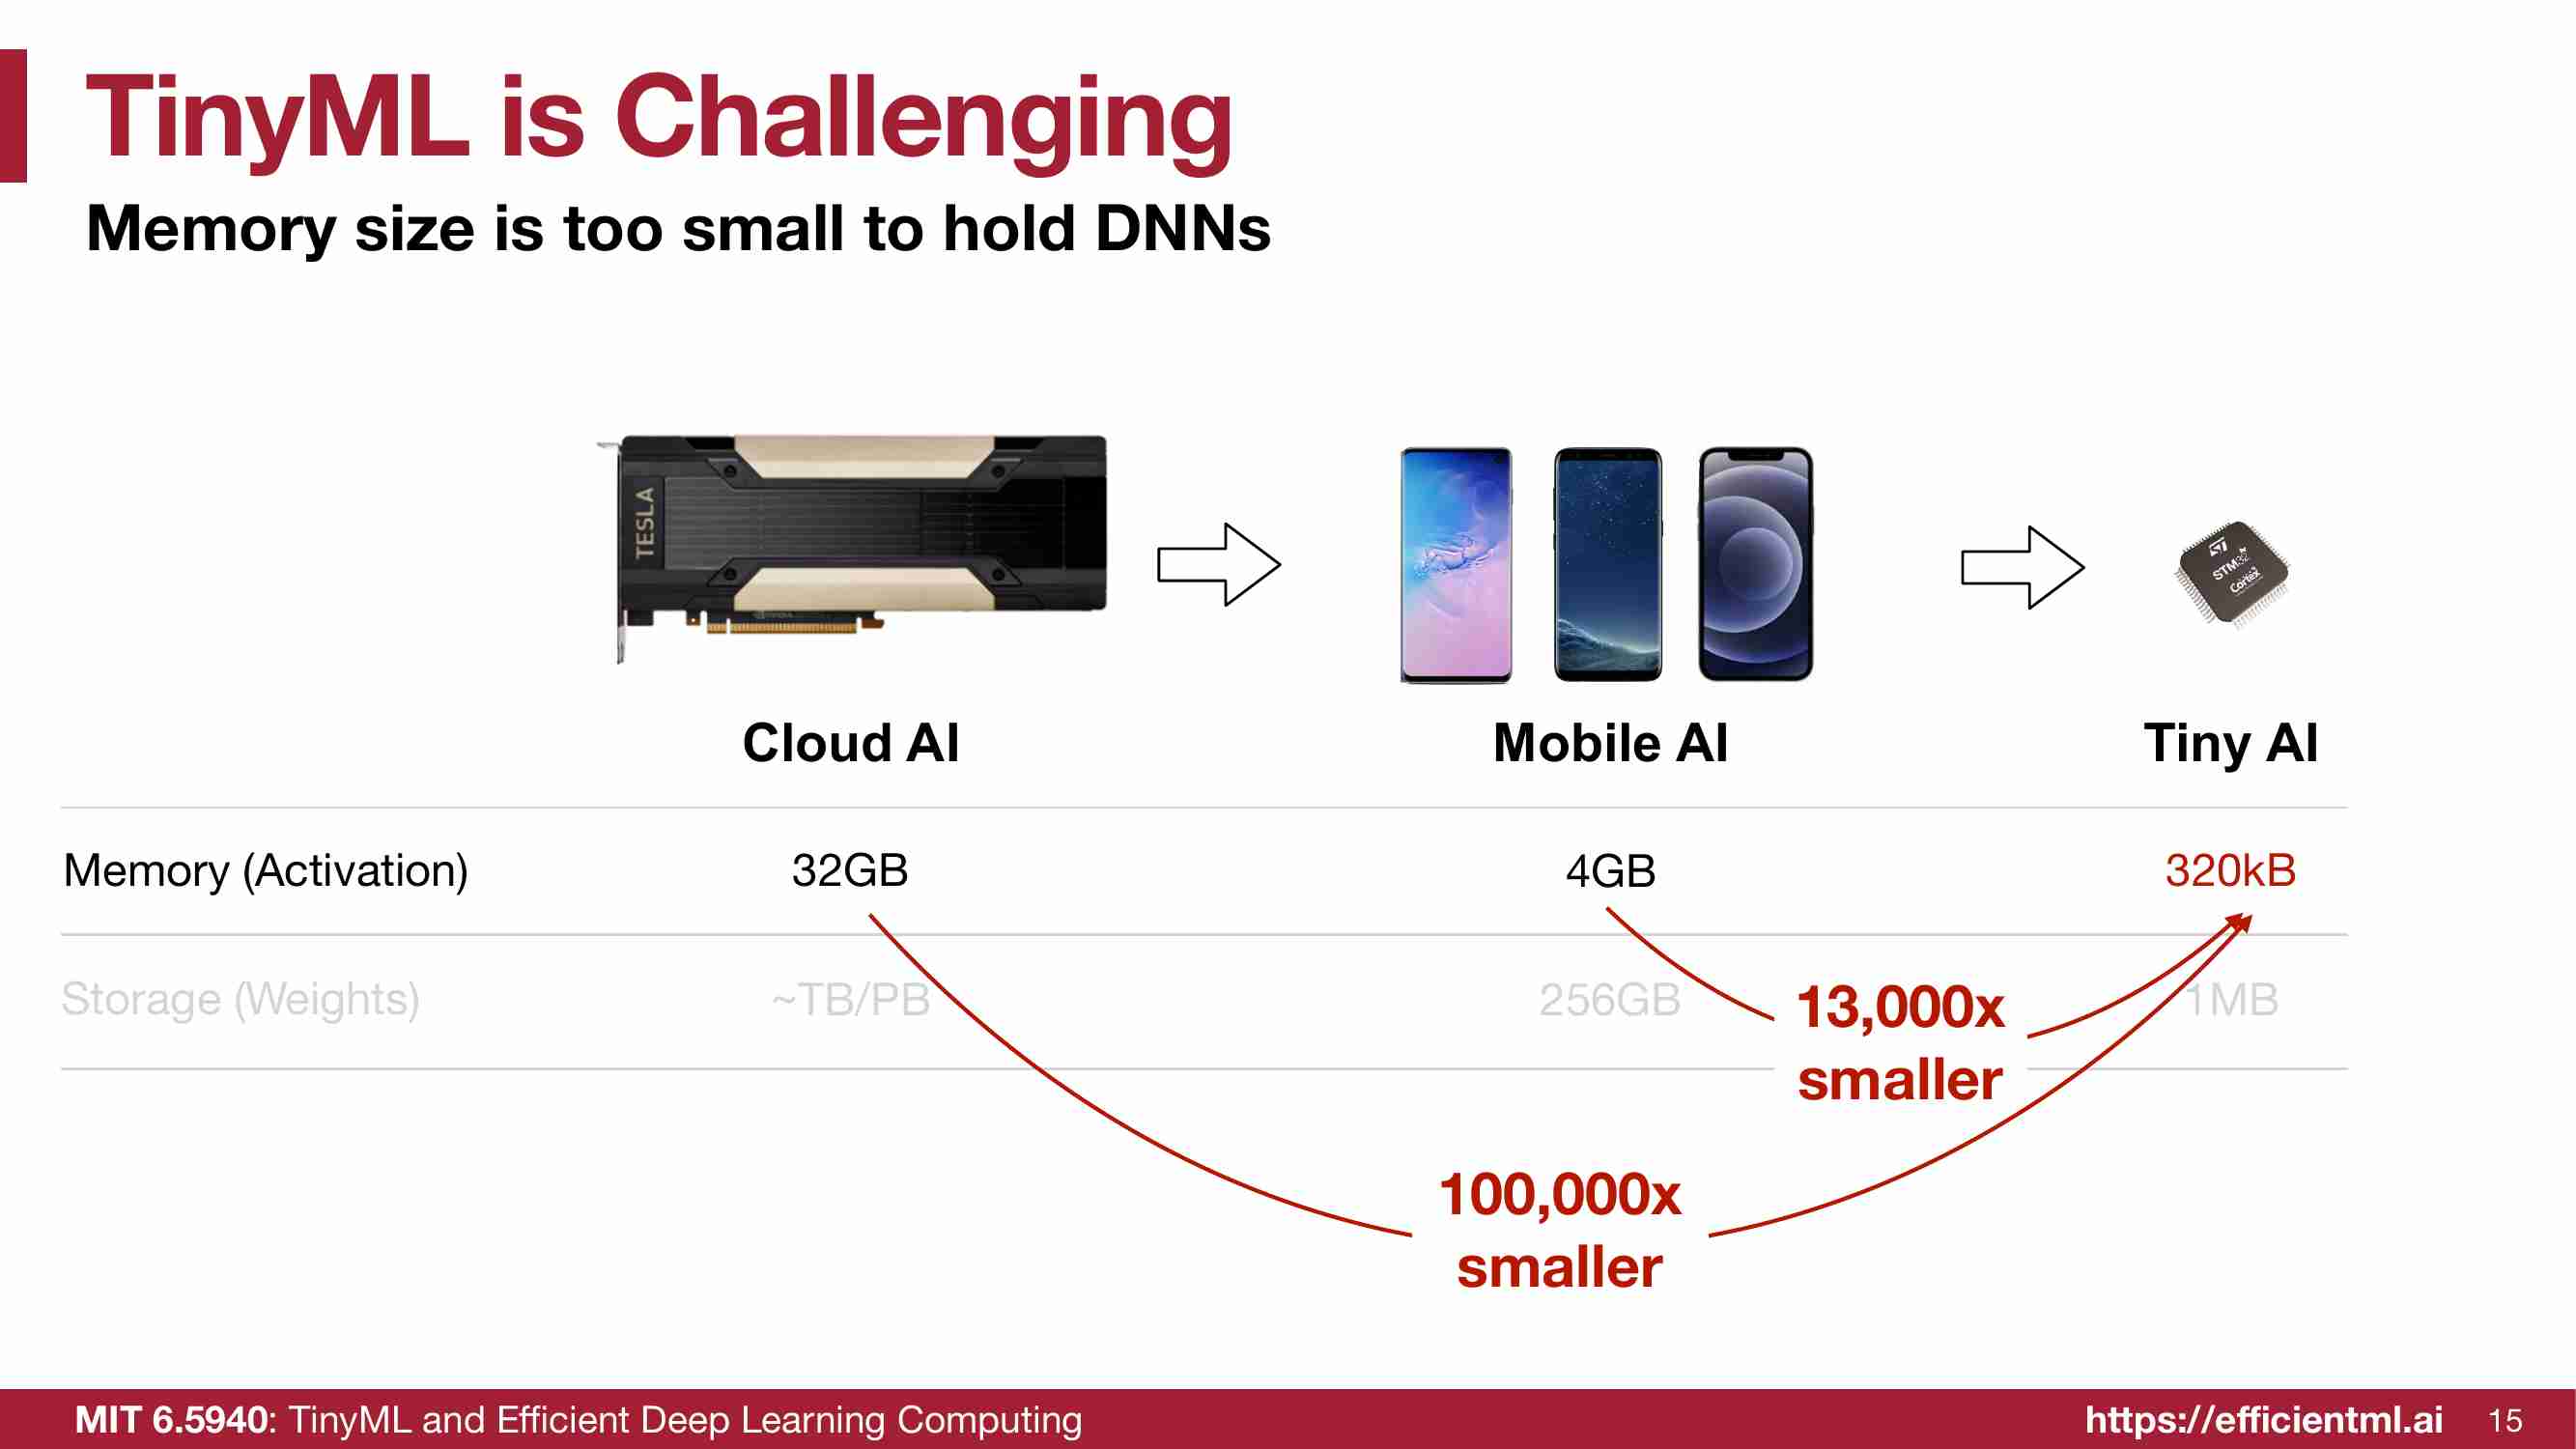 TinyML is Challenging
Memory size is too small to hold DNNs
TESLA
STM32
Cortex
Cloud AI
Mobile AI
Tiny AI
Memory (Activation)
32GB
4GB
320kB
Storage (Weights)
~TB/PB
256GB
1MB
13,000x
smaller
100,000x
smaller
MIT 6.5940: TinyML and Efficient Deep Learning Computing
https://efficientml.ai
15